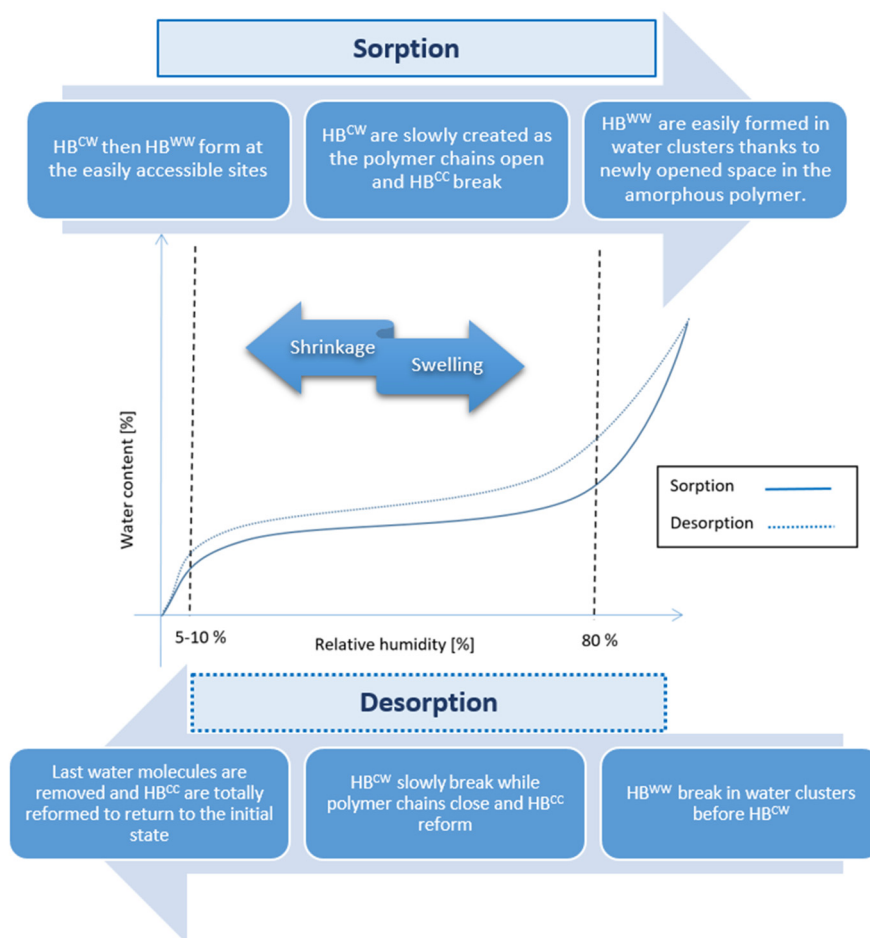 Sorption
HB^CW then HB^WW form at
the easily accessible sites
HB^CW are slowly created as
the polymer chains open
and HB^CC break
HB^WW are easily formed in
water clusters thanks to
newly opened space in the
amorphous polymer.
Shrinkage
Swelling
Water content [%]
Sorption
Desorption
5-10 %
Relative humidity [%]
80 %
Desorption
Last water molecules are
removed and HB^CC are totally
reformed to return to the initial
state
HB^CW slowly break while
polymer chains close and HB^CC
reform
HB^WW break in water clusters
before HB^CW